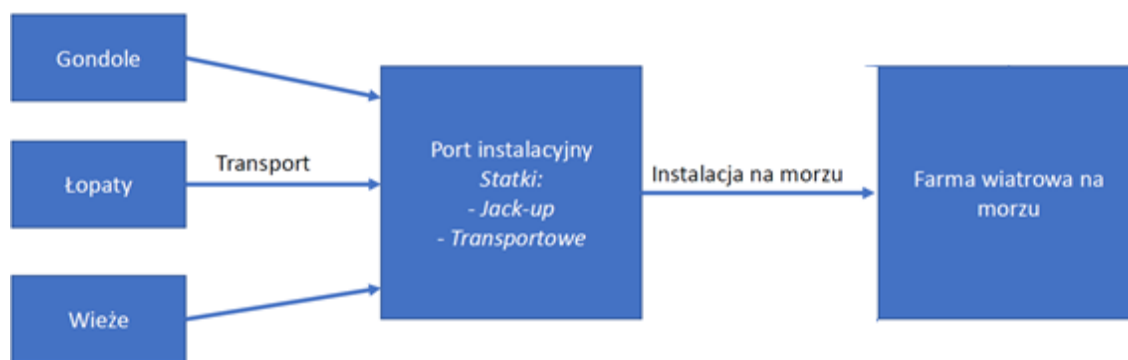 Gondole
Łopaty
Wieże
Transport
Port instalacyjny
Statki:
- Jack-up
- Transportowe
Instalacja na morzu
Farma wiatrowa na
morzu